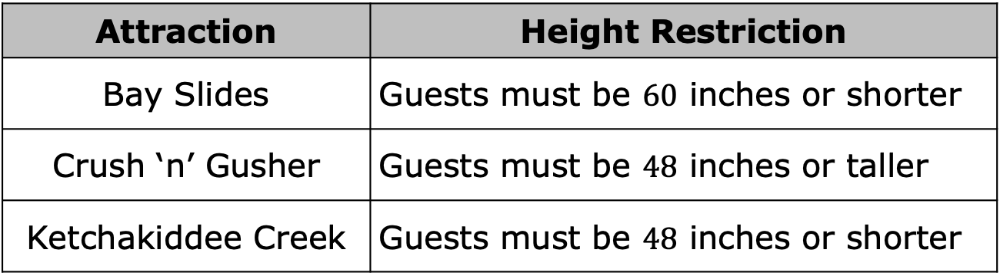 Attraction Height Restriction
Bay Slides Guests must be 60 inches or shorter
Crush ‘n’ Gusher Guests must be 48 inches or taller
Ketchakiddee Creek Guests must be 48 inches or shorter